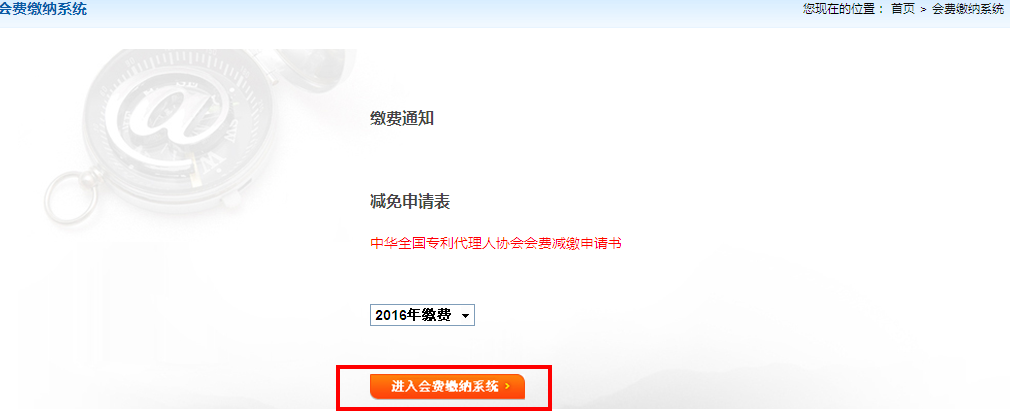 会费缴纳系统
您现在的位置： 首页 > 会费缴纳系统
缴费通知
减免申请表
中华全国专利代理人协会会费减缴申请书
2016年缴费
进入会费缴纳系统 ›